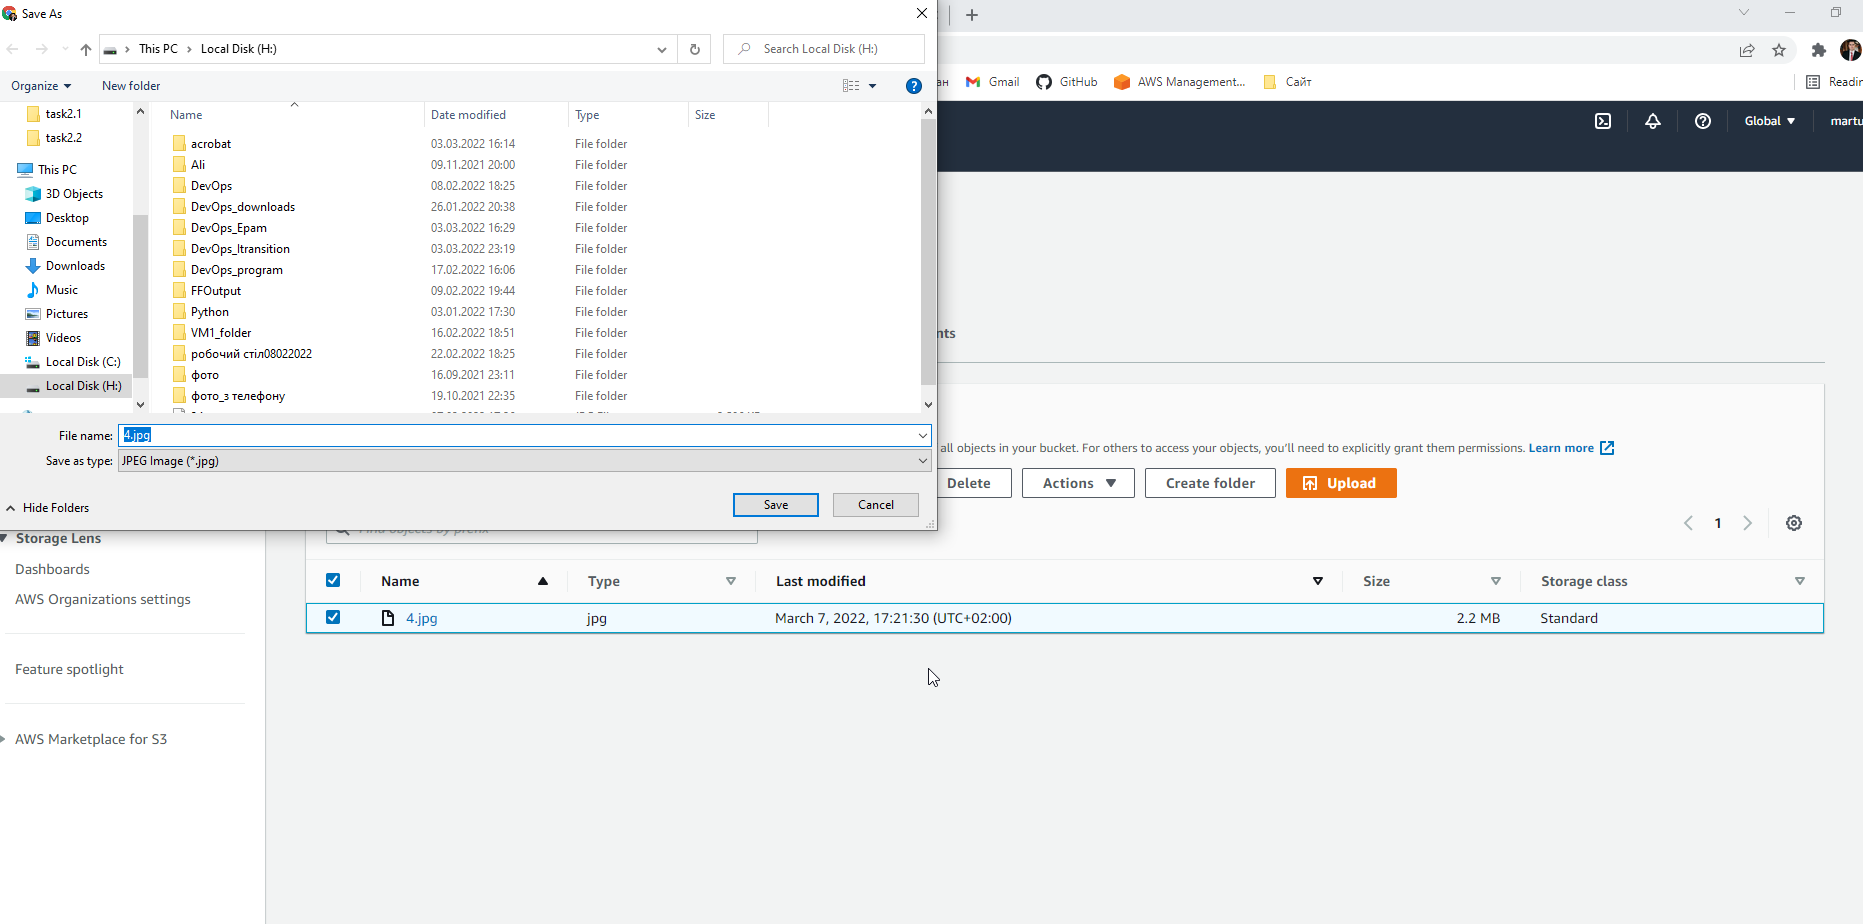 Save As
This PC
Local Disk (H:)
Search Local Disk (H:)
Organize
New folder
Gmail
GitHub
AWS Management...
Сайт
task2.1
task2.2
This PC
3D Objects
Desktop
Documents
Downloads
Music
Pictures
Videos
Local Disk (C:)
Local Disk (H:)
Name Date modified Type Size
acrobat 03.03.2022 16:14 File folder
Ali 09.11.2021 20:00 File folder
DevOps 08.02.2022 18:25 File folder
DevOps_downloads 26.01.2022 20:38 File folder
DevOps_Epam 03.03.2022 16:29 File folder
DevOps_Itransition 03.03.2022 23:19 File folder
DevOps_program 17.02.2022 16:06 File folder
FFOutput 09.02.2022 19:44 File folder
Python 03.01.2022 17:30 File folder
VM1_folder 16.02.2022 18:51 File folder
робочий стіл08022022 22.02.2022 18:25 File folder
фото 16.09.2021 23:11 File folder
фото_з телефону 19.10.2021 22:35 File folder
File name: 4.jpg
Save as type: JPEG Image (*.jpg)
Hide Folders
Save
Cancel
Global
all objects in your bucket. For others to access your objects, you'll need to explicitly grant them permissions. Learn more
Delete
Actions
Create folder
Upload
1
Storage Lens
Dashboards
AWS Organizations settings
Feature spotlight
AWS Marketplace for S3
Name Type Last modified Size Storage class
4.jpg jpg March 7, 2022, 17:21:30 (UTC+02:00) 2.2 MB Standard